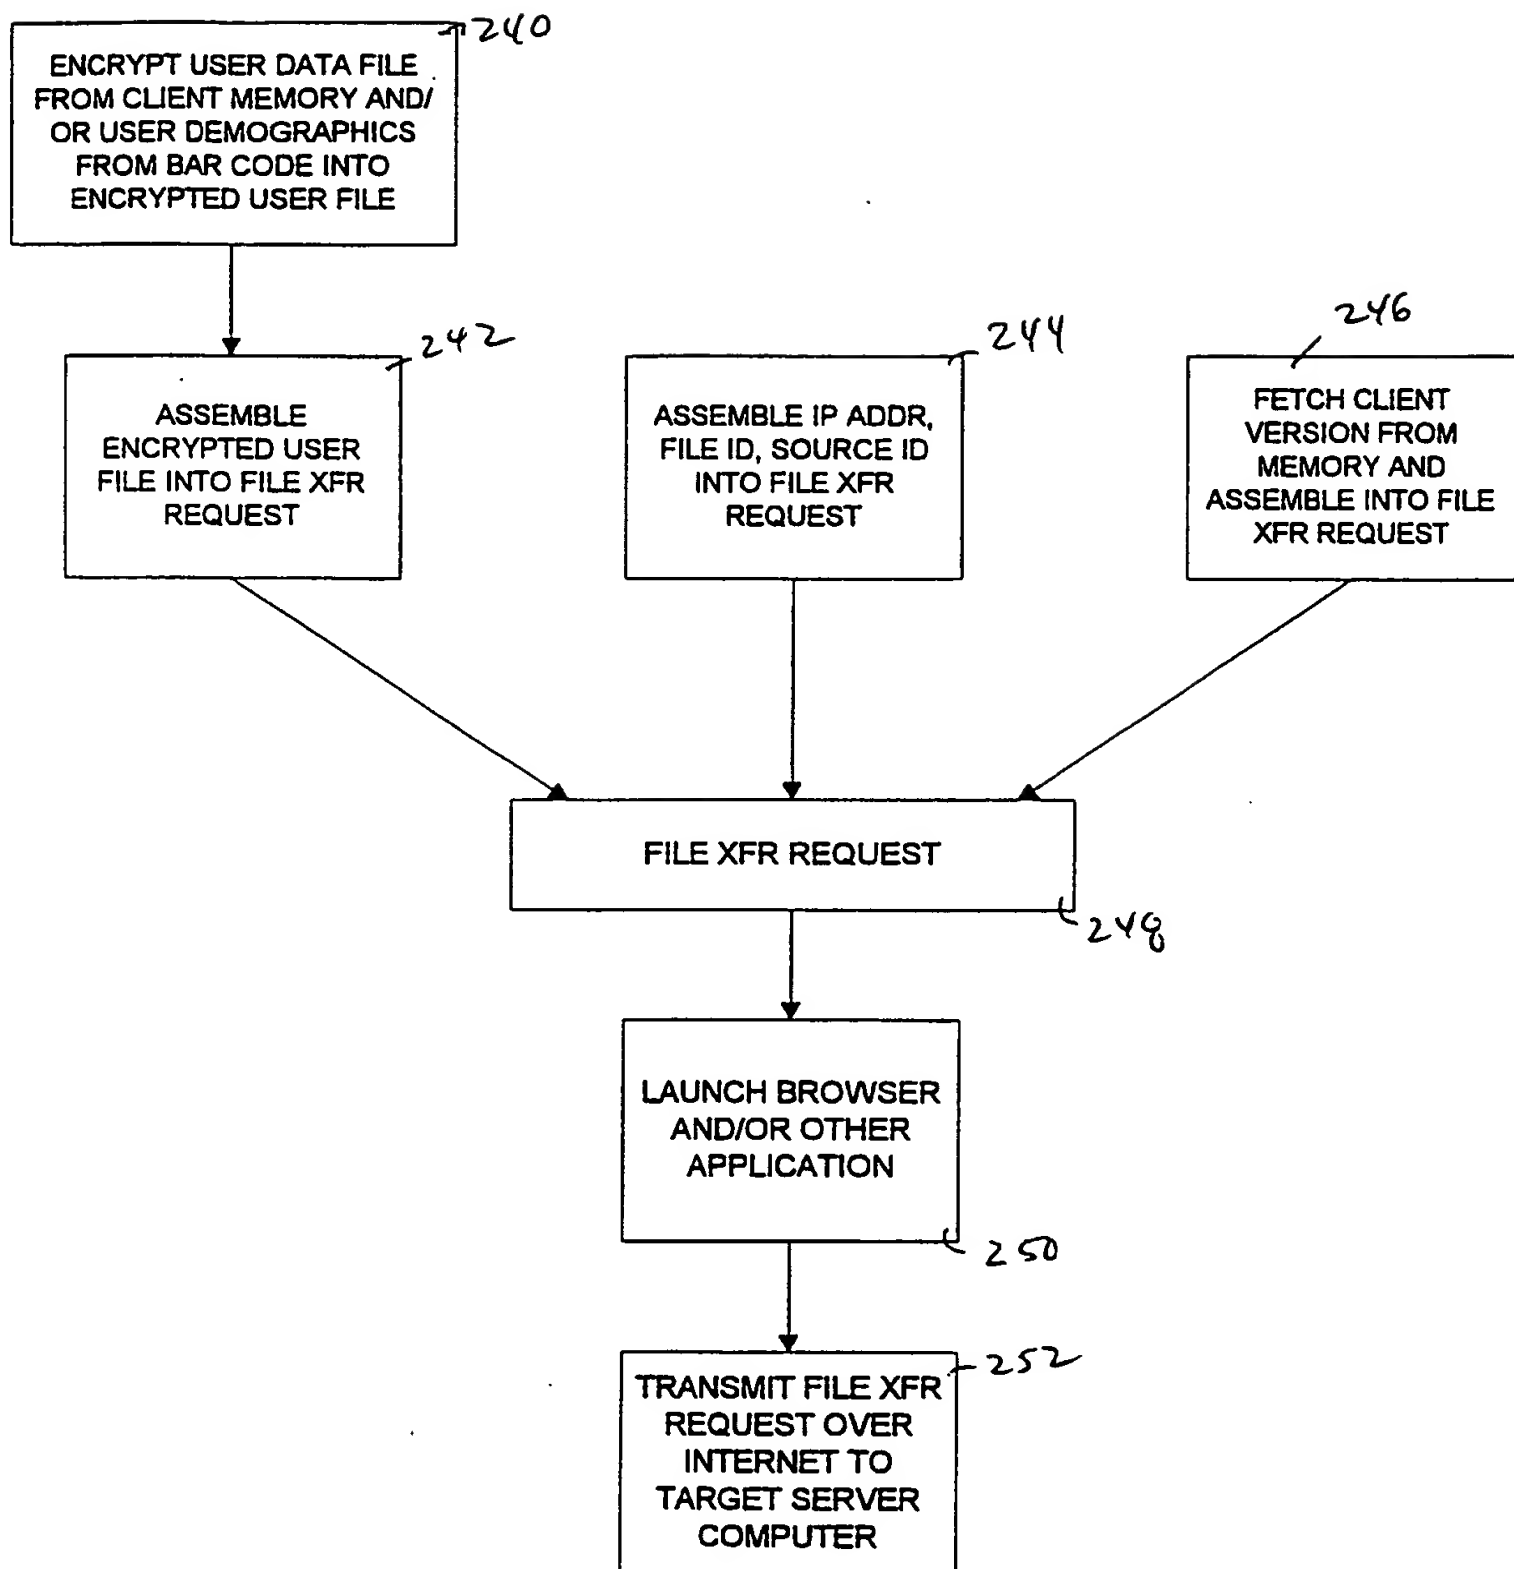 240
ENCRYPT USER DATA FILE
FROM CLIENT MEMORY AND/
OR USER DEMOGRAPHICS
FROM BAR CODE INTO
ENCRYPTED USER FILE
242
ASSEMBLE
ENCRYPTED USER
FILE INTO FILE XFR
REQUEST
244
ASSEMBLE IP ADDR,
FILE ID, SOURCE ID
INTO FILE XFR
REQUEST
246
FETCH CLIENT
VERSION FROM
MEMORY AND
ASSEMBLE INTO FILE
XFR REQUEST
FILE XFR REQUEST
248
LAUNCH BROWSER
AND/OR OTHER
APPLICATION
250
252
TRANSMIT FILE XFR
REQUEST OVER
INTERNET TO
TARGET SERVER
COMPUTER